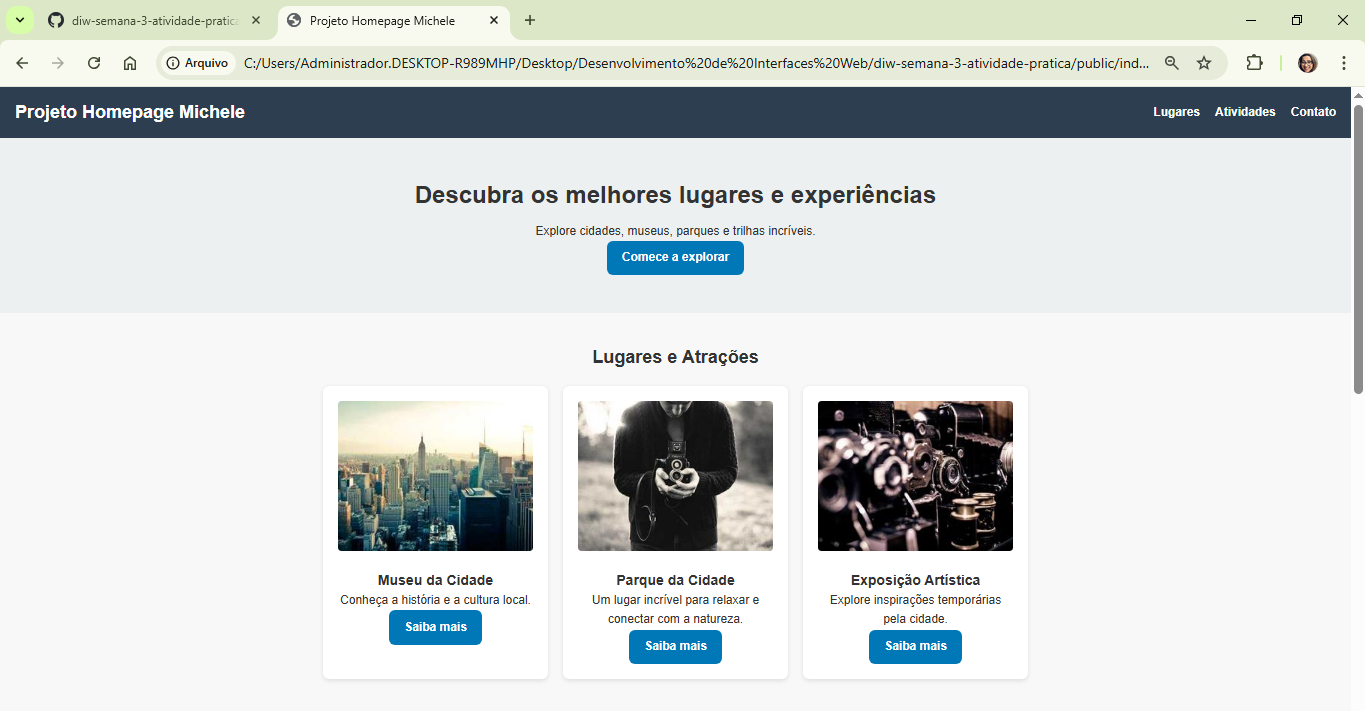 diw-semana-3-atividade-pratica
Projeto Homepage Michele
Arquivo
C:/Users/Administrador.DESKTOP-R989MHP/Desktop/Desenvolvimento%20de%20Interfaces%20Web/diw-semana-3-atividade-pratica/public/ind...
Projeto Homepage Michele
Lugares Atividades Contato
Descubra os melhores lugares e experiências
Explore cidades, museus, parques e trilhas incríveis.
Comece a explorar
Lugares e Atrações
Museu da Cidade
Conheça a história e a cultura local.
Saiba mais
Parque da Cidade
Um lugar incrível para relaxar e
conectar com a natureza.
Saiba mais
Exposição Artística
Explore inspirações temporárias
pela cidade.
Saiba mais